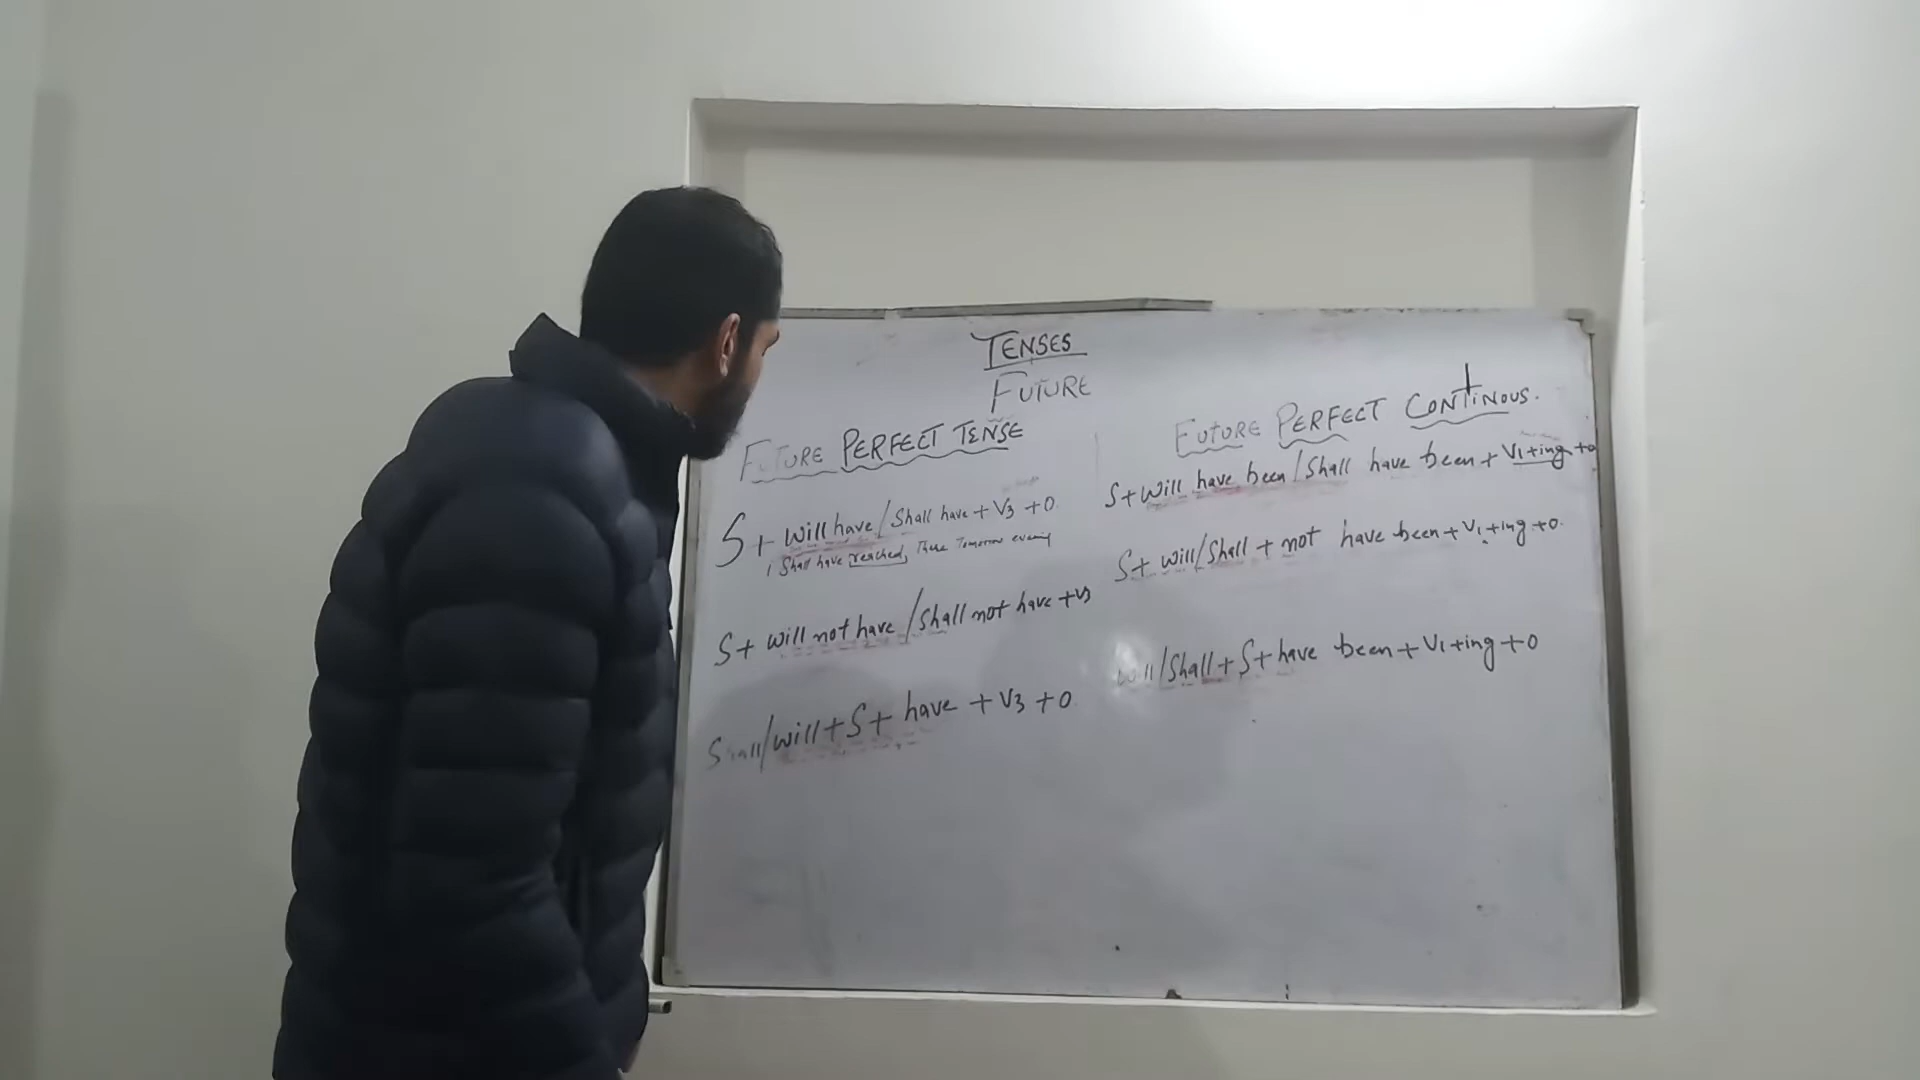 TENSES
FUTURE
FUTURE PERFECT TENSE
S + will have / Shall have + V3 + O
I Shall have reached, There Tomorrow evening
S + will not have / Shall not have + V3
Shall/will + S + have + V3 + O
FUTURE PERFECT CONTINOUS.
S + will have been / Shall have been + V1 + ing + o
S + will/Shall + not have been + V1 + ing + O.
will/Shall + S + have been + V1 + ing + O